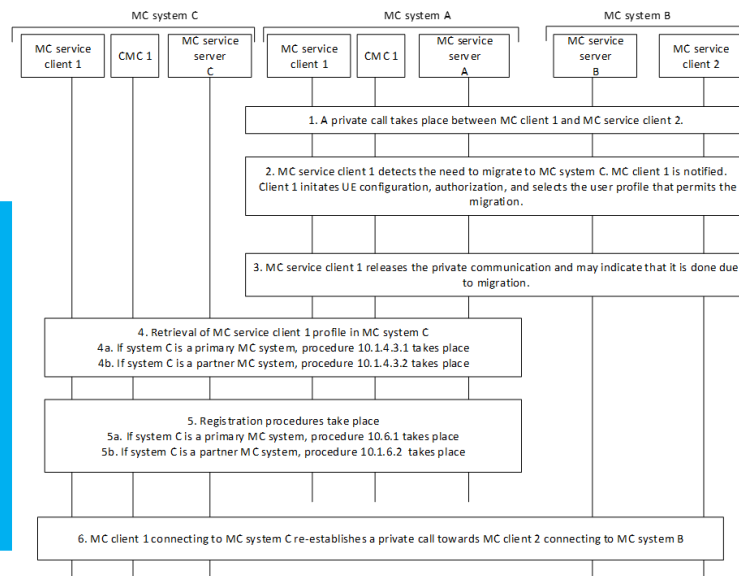 MC system C
MC system A
MC system B
MC service
client 1
CMC 1
MC service
server
C
MC service
client 1
CMC 1
MC service
server
A
MC service
server
B
MC service
client 2
1. A private call takes place between MC client 1 and MC service client 2.
2. MC service client 1 detects the need to migrate to MC system C. MC client 1 is notified.
Client 1 initates UE configuration, authorization, and selects the user profile that permits the
migration.
3. MC service client 1 releases the private communication and may indicate that it is done due
to migration.
4. Retrieval of MC service client 1 profile in MC system C
4a. If system C is a primary MC system, procedure 10.1.4.3.1 takes place
4b. If system C is a partner MC system, procedure 10.1.4.3.2 takes place
5. Registration procedures take place
5a. If system C is a primary MC system, procedure 10.6.1 takes place
5b. If system C is a partner MC system, procedure 10.1.6.2 takes place
6. MC client 1 connecting to MC system C re-establishes a private call towards MC client 2 connecting to MC system B